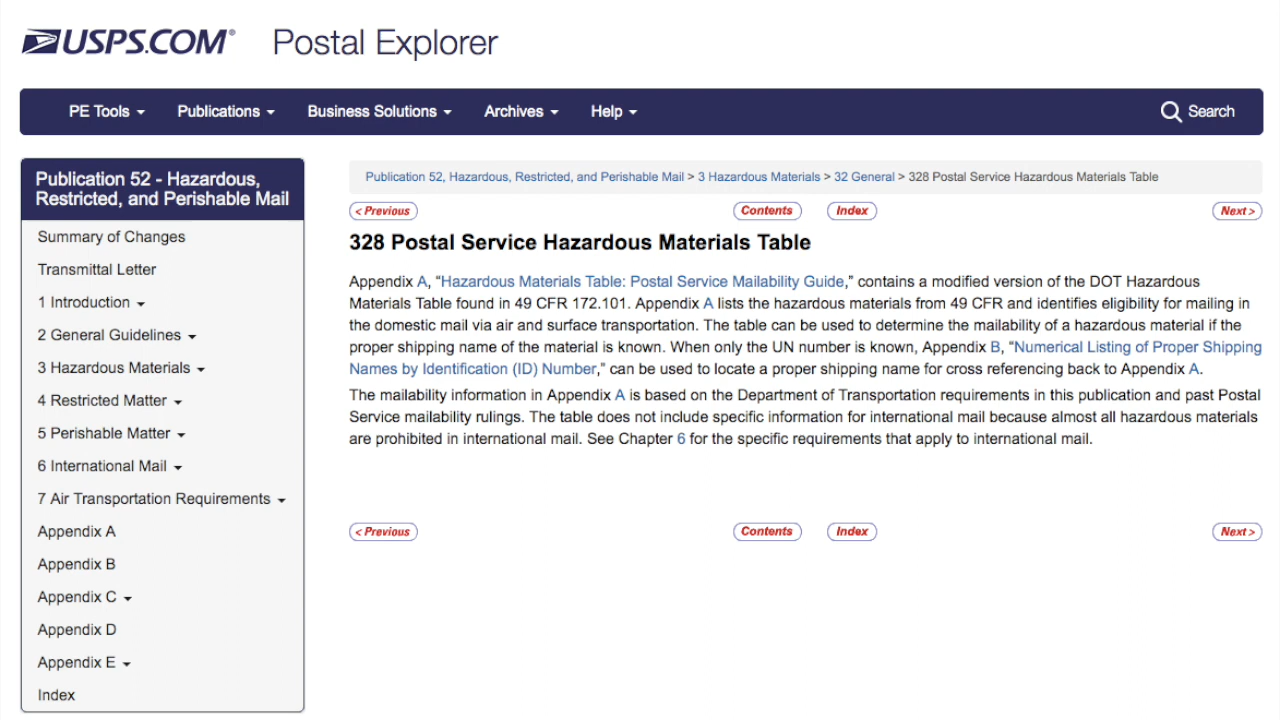 USPS.COM® Postal Explorer
PE Tools Publications Business Solutions Archives Help Search
Publication 52 - Hazardous,
Restricted, and Perishable Mail
Summary of Changes
Transmittal Letter
1 Introduction
2 General Guidelines
3 Hazardous Materials
4 Restricted Matter
5 Perishable Matter
6 International Mail
7 Air Transportation Requirements
Appendix A
Appendix B
Appendix C
Appendix D
Appendix E
Index
Publication 52, Hazardous, Restricted, and Perishable Mail > 3 Hazardous Materials > 32 General > 328 Postal Service Hazardous Materials Table
< Previous Contents Index Next >
328 Postal Service Hazardous Materials Table
Appendix A, “Hazardous Materials Table: Postal Service Mailability Guide,” contains a modified version of the DOT Hazardous
Materials Table found in 49 CFR 172.101. Appendix A lists the hazardous materials from 49 CFR and identifies eligibility for mailing in
the domestic mail via air and surface transportation. The table can be used to determine the mailability of a hazardous material if the
proper shipping name of the material is known. When only the UN number is known, Appendix B, “Numerical Listing of Proper Shipping
Names by Identification (ID) Number,” can be used to locate a proper shipping name for cross referencing back to Appendix A.
The mailability information in Appendix A is based on the Department of Transportation requirements in this publication and past Postal
Service mailability rulings. The table does not include specific information for international mail because almost all hazardous materials
are prohibited in international mail. See Chapter 6 for the specific requirements that apply to international mail.
< Previous Contents Index Next >